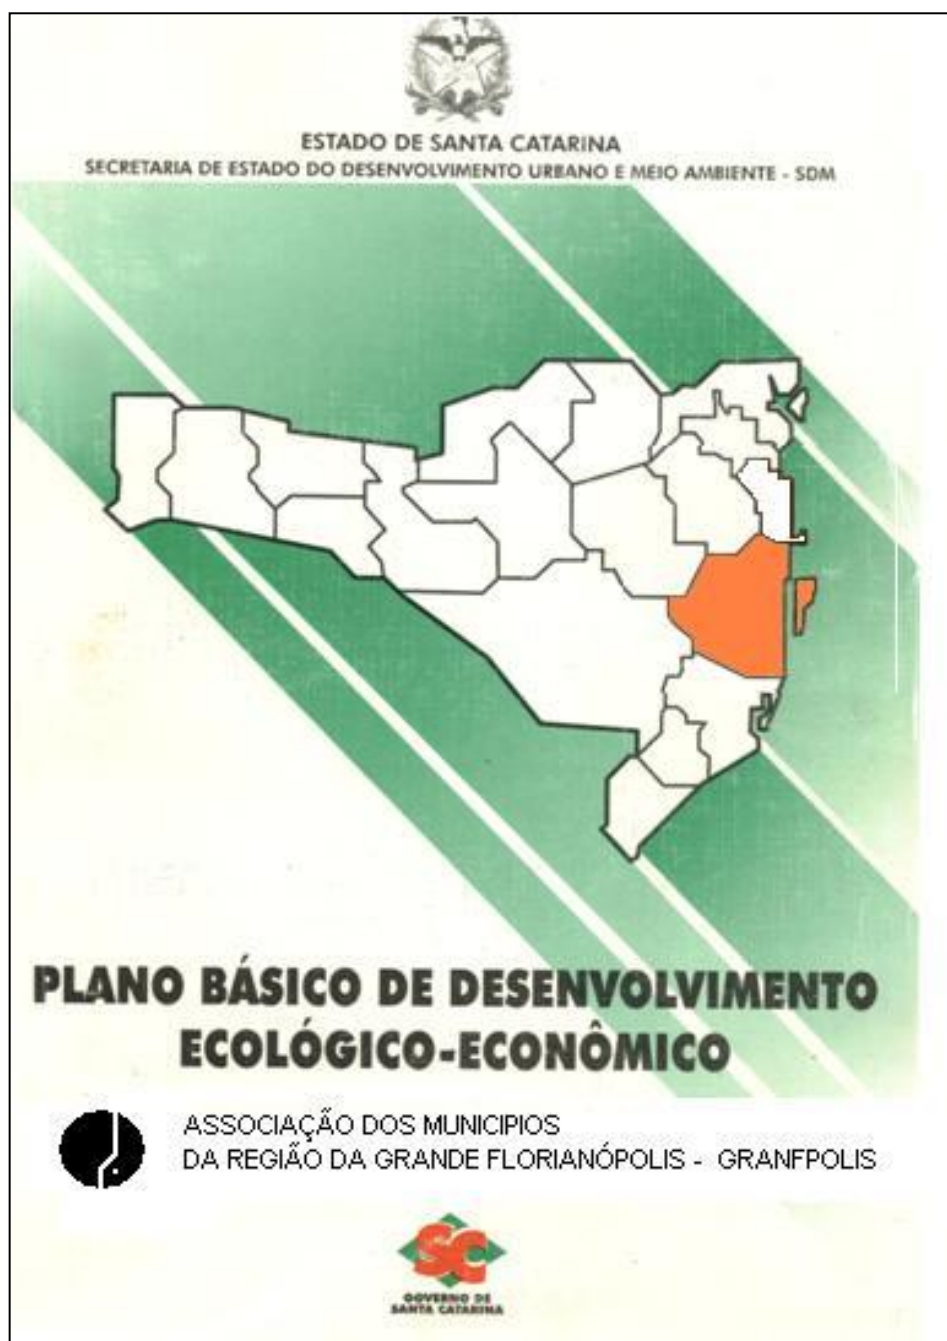 ESTADO DE SANTA CATARINA
SECRETARIA DE ESTADO DO DESENVOLVIMENTO URBANO E MEIO AMBIENTE - SDM
PLANO BÁSICO DE DESENVOLVIMENTO
ECOLÓGICO-ECONÔMICO
ASSOCIAÇÃO DOS MUNICIPIOS
DA REGIÃO DA GRANDE FLORIANÓPOLIS - GRANFPOLIS
SC
GOVERNO DE
SANTA CATARINA